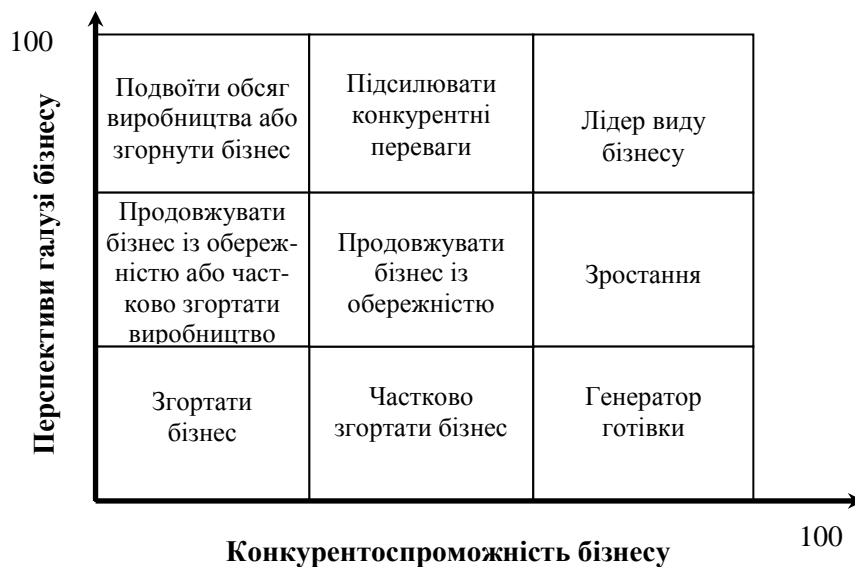 100
Перспективи галузі бізнесу
Подвоїти обсяг
виробництва або
згорнути бізнес
Підсилювати
конкурентні
переваги
Лідер виду
бізнесу
Продовжувати
бізнес із обереж-
ністю або част-
ково згортати
виробництво
Продовжувати
бізнес із
обережністю
Зростання
Згортати
бізнес
Частково
згортати бізнес
Генератор
готівки
100
Конкурентоспроможність бізнесу